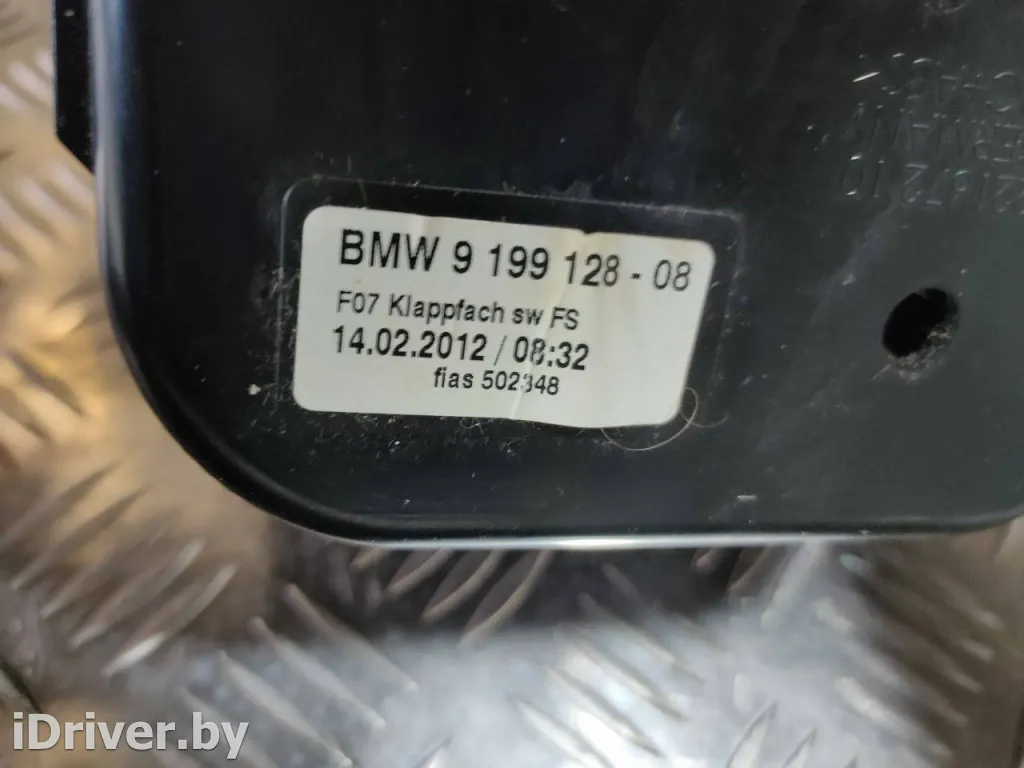 BMW 9 199 128 - 08
F07 Klappfach sw FS
14.02.2012 / 08:32
fias 502348
iDriver.by